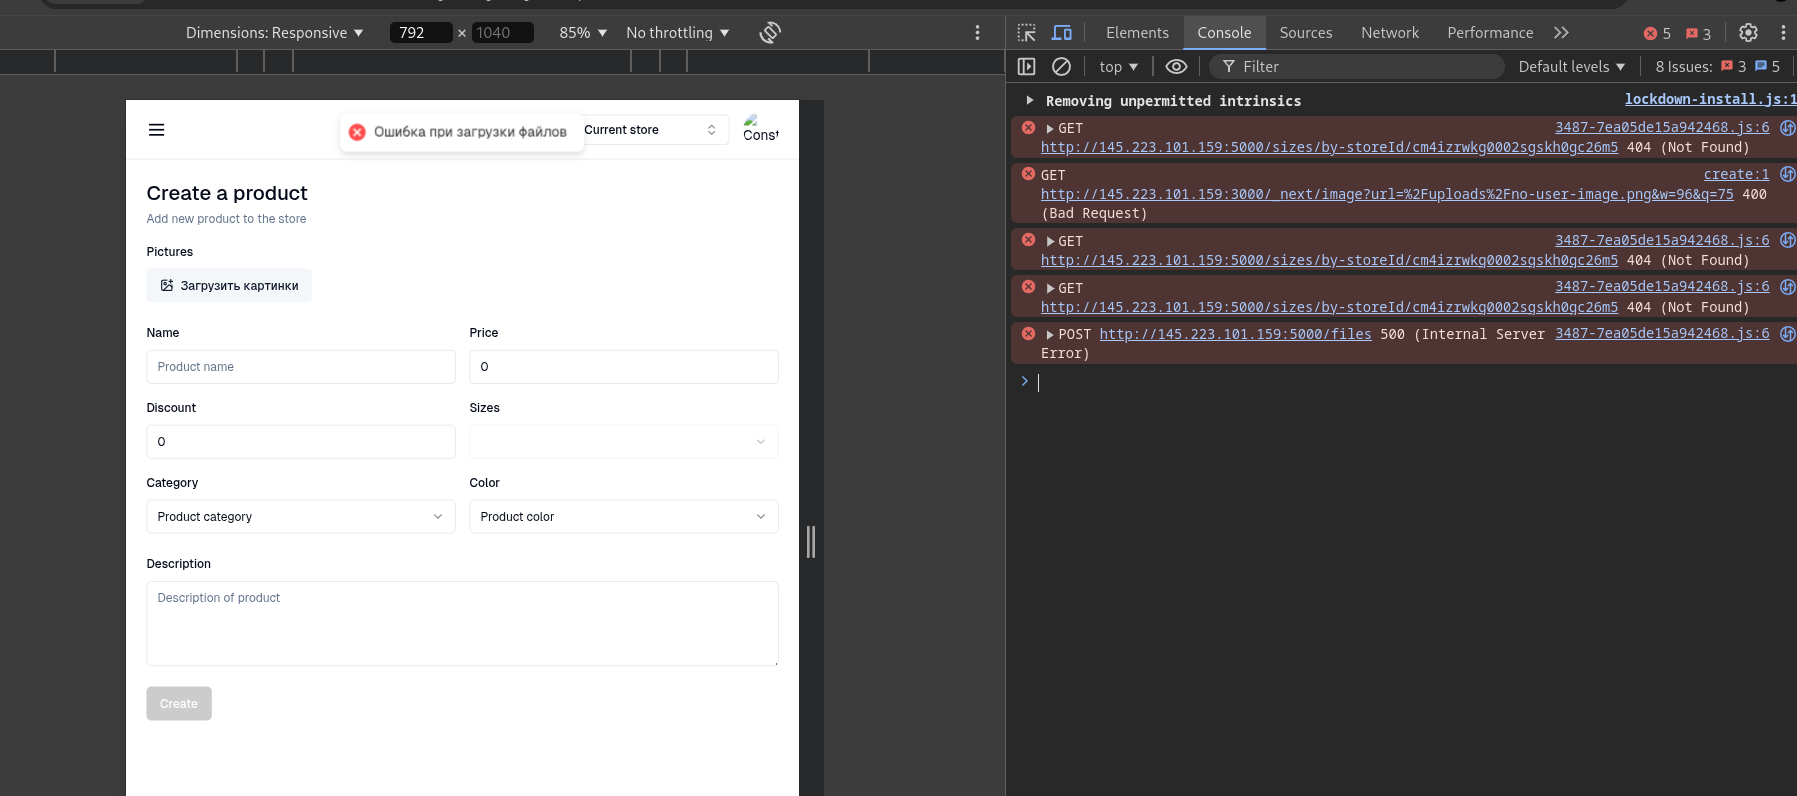 Dimensions: Responsive 792 × 1040 85% No throttling
Elements Console Sources Network Performance 5 3
top Filter Default levels 8 Issues: 3 5
Ошибка при загрузки файлов
Current store
Const
Create a product
Add new product to the store
Pictures
Загрузить картинки
Name Price
Product name 0
Discount Sizes
0
Category Color
Product category Product color
Description
Description of product
Create
Removing unpermitted intrinsics lockdown-install.js:1
GET 3487-7ea05de15a942468.js:6
http://145.223.101.159:5000/sizes/by-storeId/cm4izrwkg0002sgskh0gc26m5 404 (Not Found)
GET create:1
http://145.223.101.159:3000/_next/image?url=%2Fuploads%2Fno-user-image.png&w=96&q=75 400
(Bad Request)
GET 3487-7ea05de15a942468.js:6
http://145.223.101.159:5000/sizes/by-storeId/cm4izrwkg0002sgskh0gc26m5 404 (Not Found)
GET 3487-7ea05de15a942468.js:6
http://145.223.101.159:5000/sizes/by-storeId/cm4izrwkg0002sgskh0gc26m5 404 (Not Found)
POST http://145.223.101.159:5000/files 500 (Internal Server 3487-7ea05de15a942468.js:6
Error)